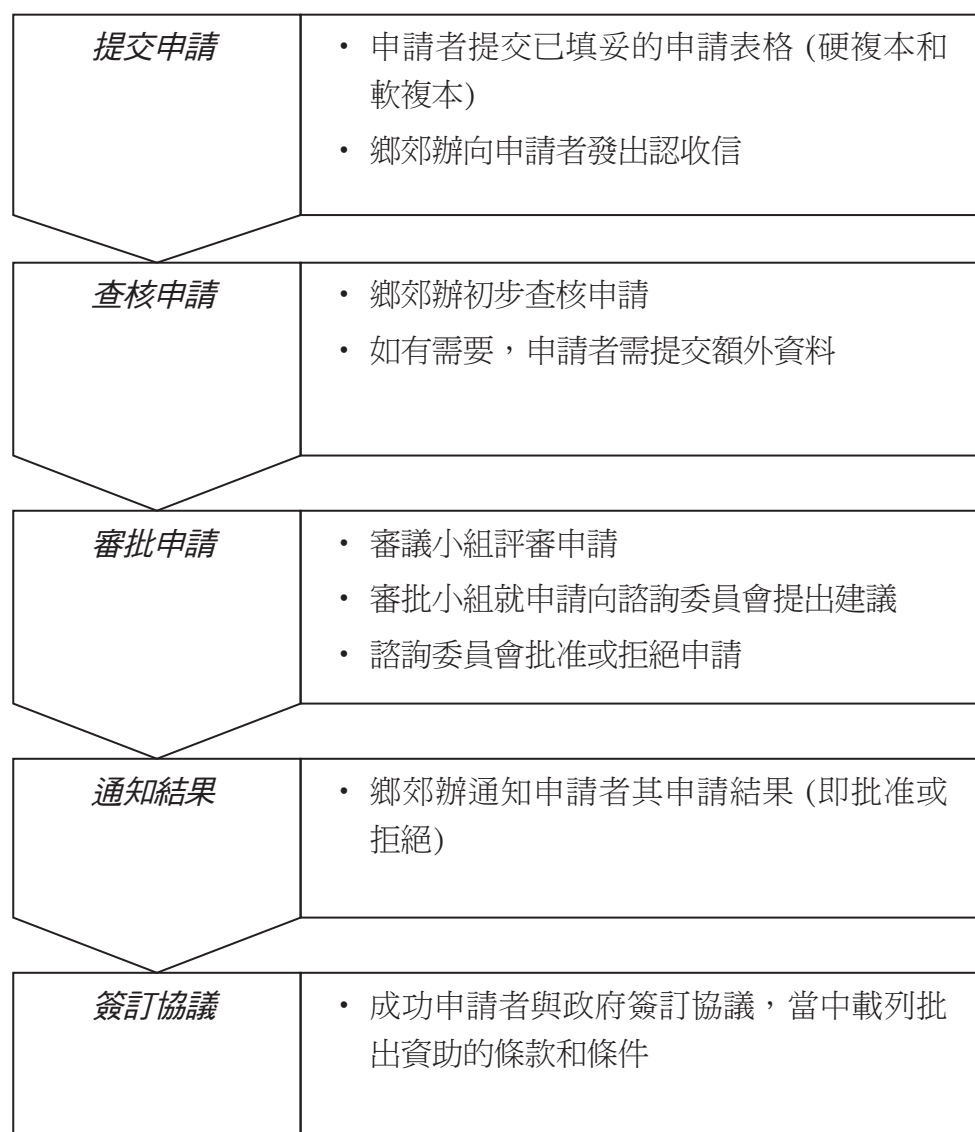 提交申請
• 申請者提交已填妥的申請表格 (硬複本和
軟複本)
• 鄉郊辦向申請者發出認收信
查核申請
• 鄉郊辦初步查核申請
• 如有需要，申請者需提交額外資料
審批申請
• 審議小組評審申請
• 審批小組就申請向諮詢委員會提出建議
• 諮詢委員會批准或拒絕申請
通知結果
• 鄉郊辦通知申請者其申請結果 (即批准或
拒絕)
簽訂協議
• 成功申請者與政府簽訂協議，當中載列批
出資助的條款和條件